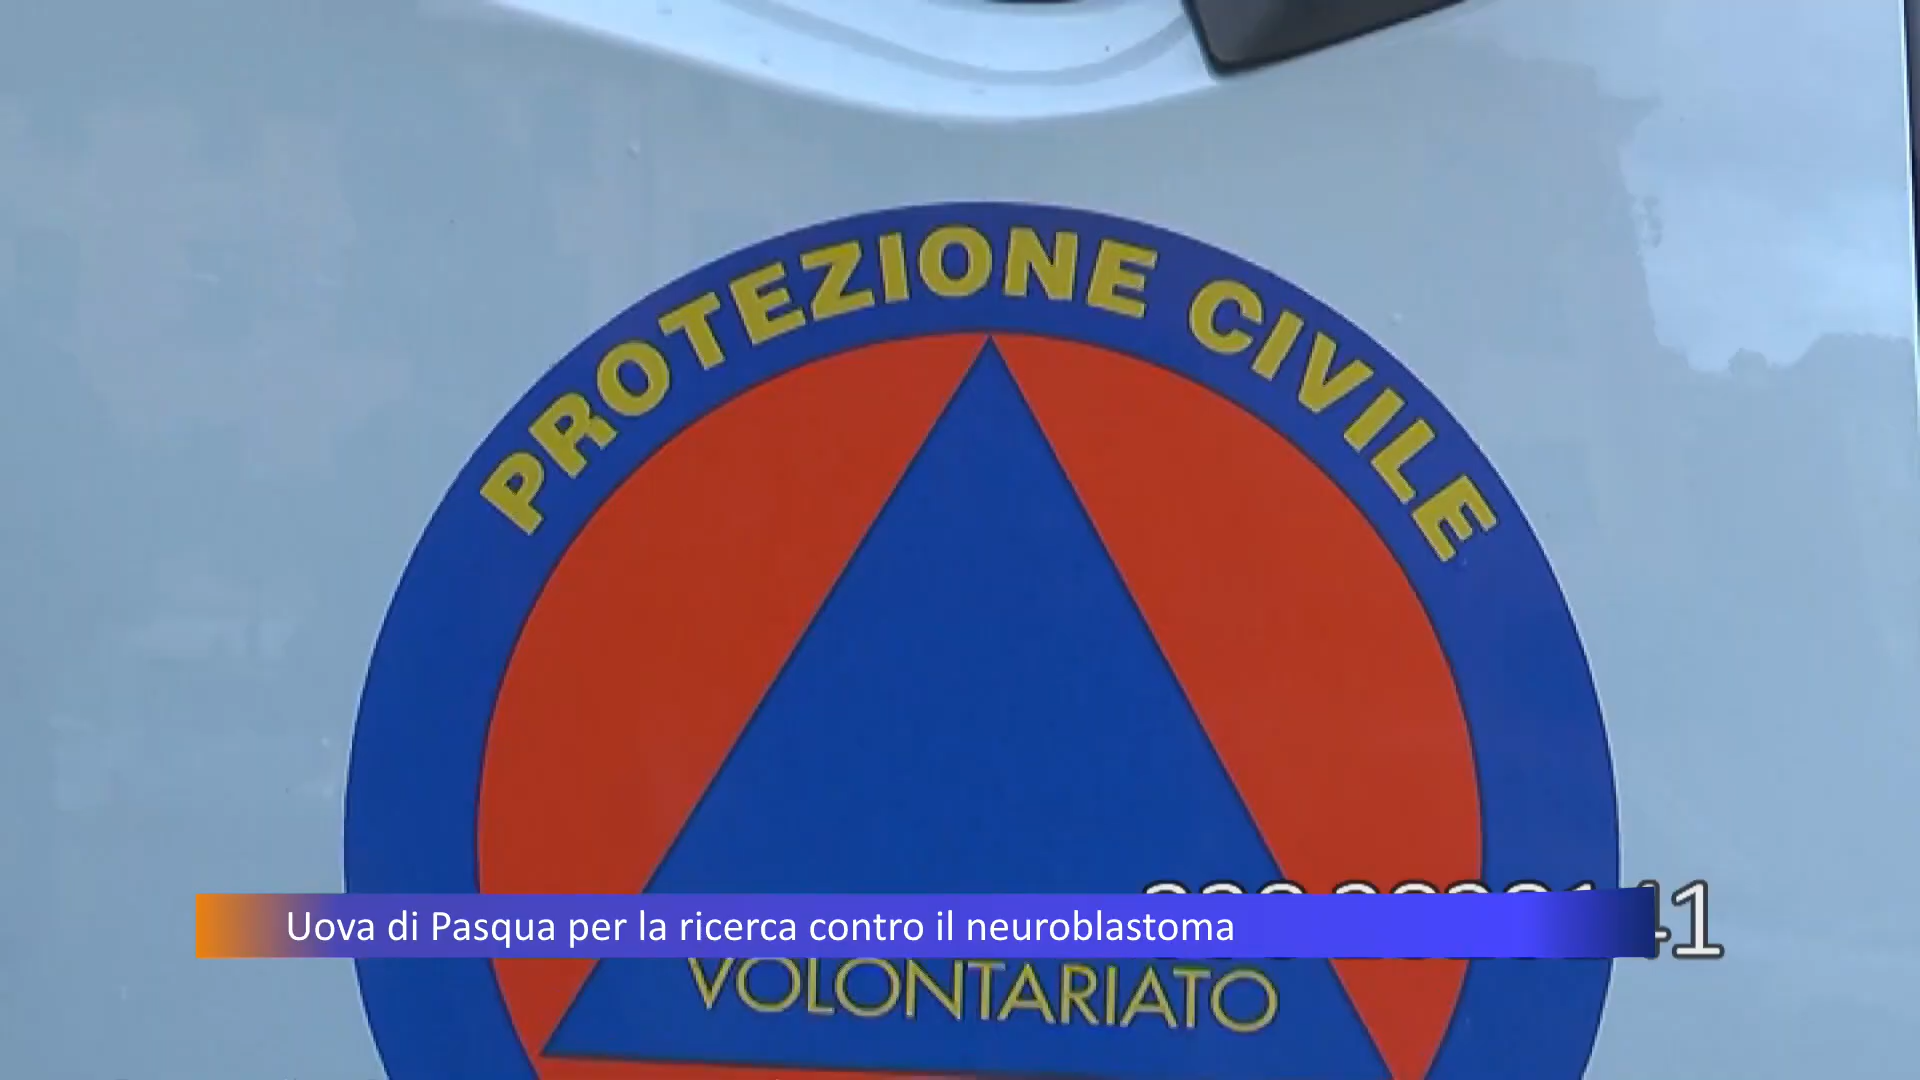 PROTEZIONE CIVILE
Uova di Pasqua per la ricerca contro il neuroblastoma
VOLONTARIATO